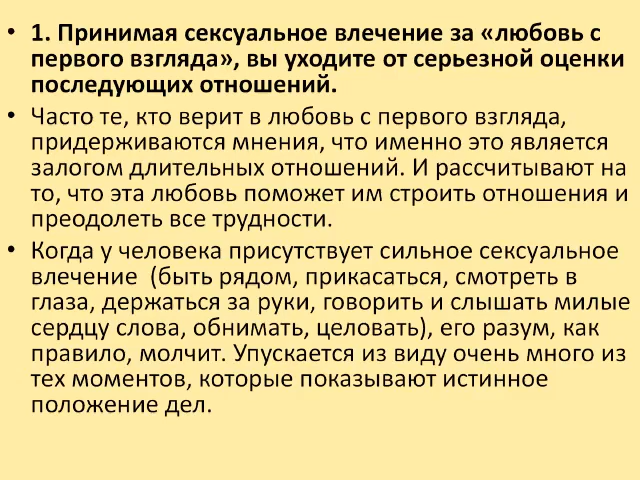 • 1. Принимая сексуальное влечение за «любовь с
первого взгляда», вы уходите от серьезной оценки
последующих отношений.
• Часто те, кто верит в любовь с первого взгляда,
придерживаются мнения, что именно это является
залогом длительных отношений. И рассчитывают на
то, что эта любовь поможет им строить отношения и
преодолеть все трудности.
• Когда у человека присутствует сильное сексуальное
влечение  (быть рядом, прикасаться, смотреть в
глаза, держаться за руки, говорить и слышать милые
сердцу слова, обнимать, целовать), его разум, как
правило, молчит. Упускается из виду очень много из
тех моментов, которые показывают истинное
положение дел.